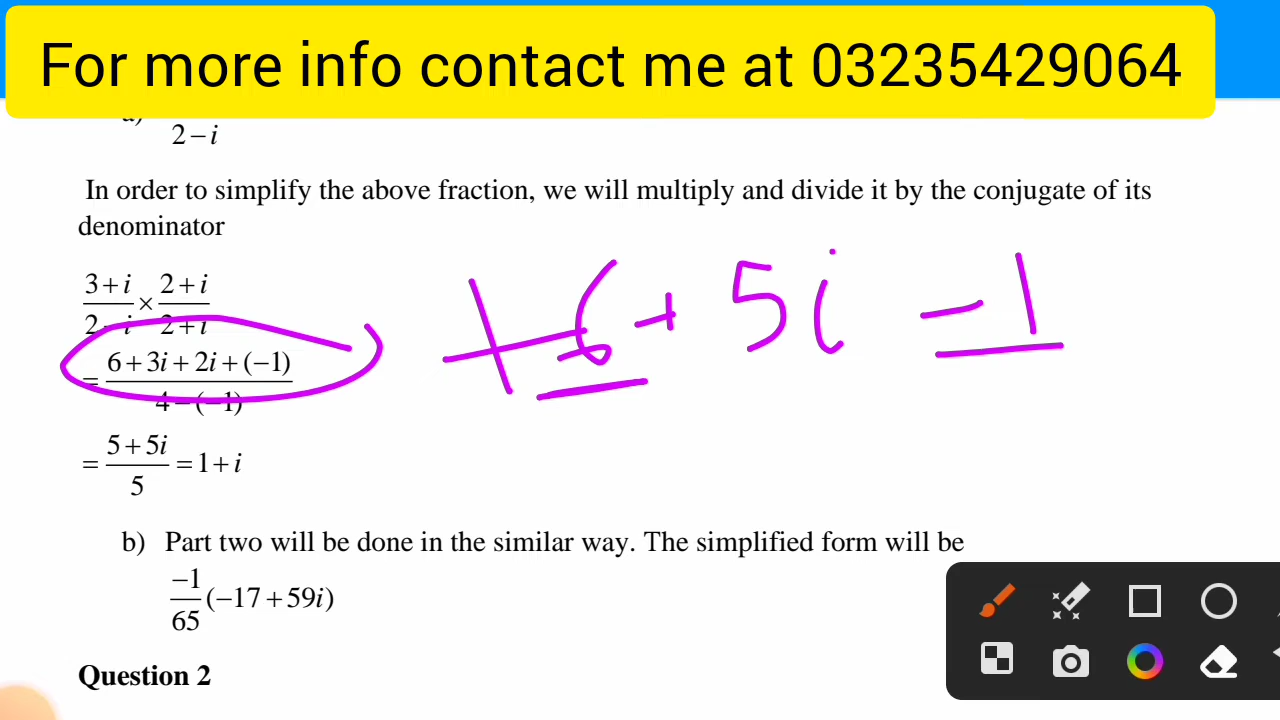 For more info contact me at 03235429064
a)
2 − i
In order to simplify the above fraction, we will multiply and divide it by the conjugate of its
denominator
3 + i / 2 − i × 2 + i / 2 + i
= 6 + 3i + 2i + (−1) / 4 − (−1)
+ 6 + 5i − 1
= 5 + 5i / 5 = 1 + i
b) Part two will be done in the similar way. The simplified form will be
−1 / 65 (−17 + 59i)
Question 2